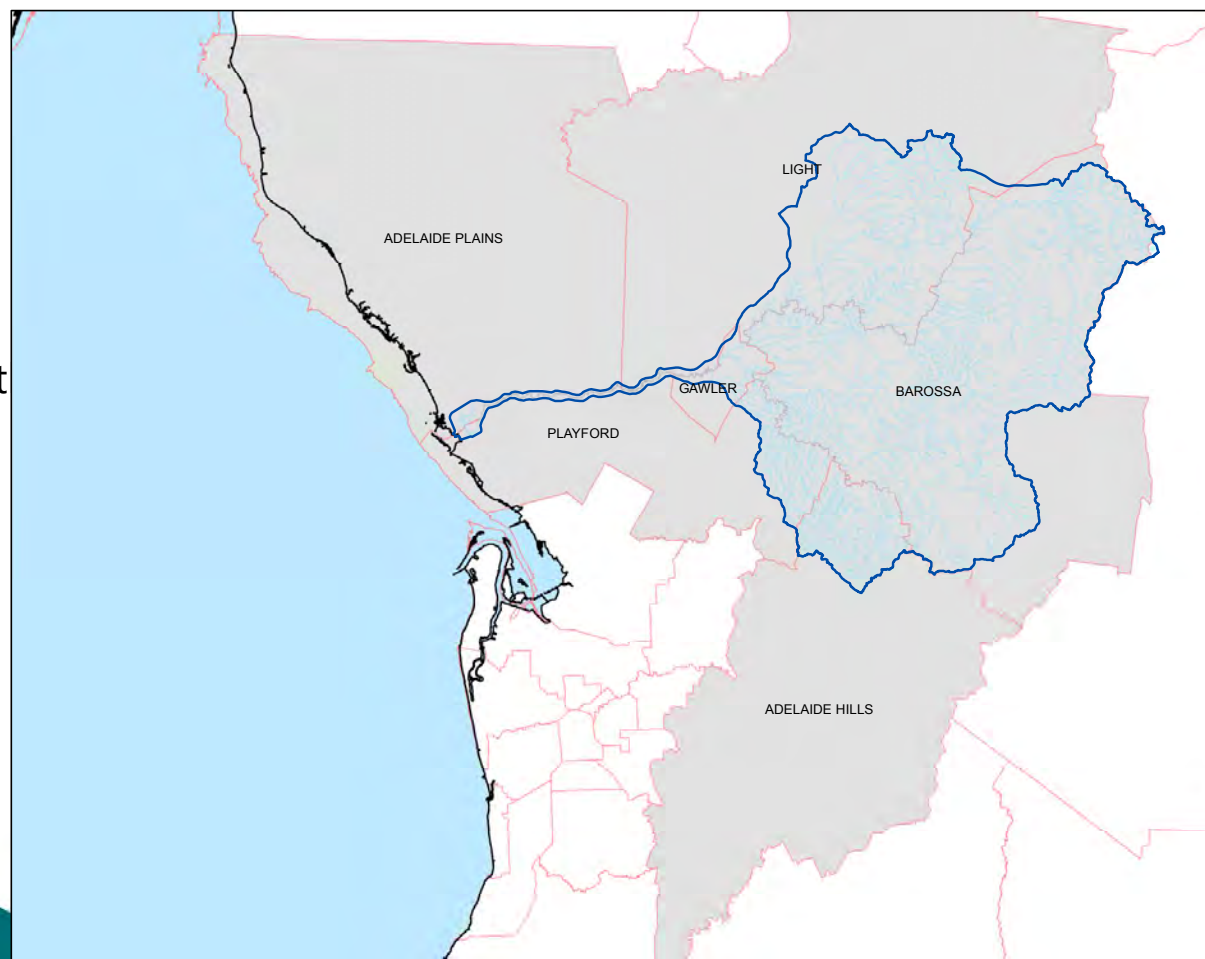 LIGHT
ADELAIDE PLAINS
t
GAWLER
BAROSSA
PLAYFORD
ADELAIDE HILLS